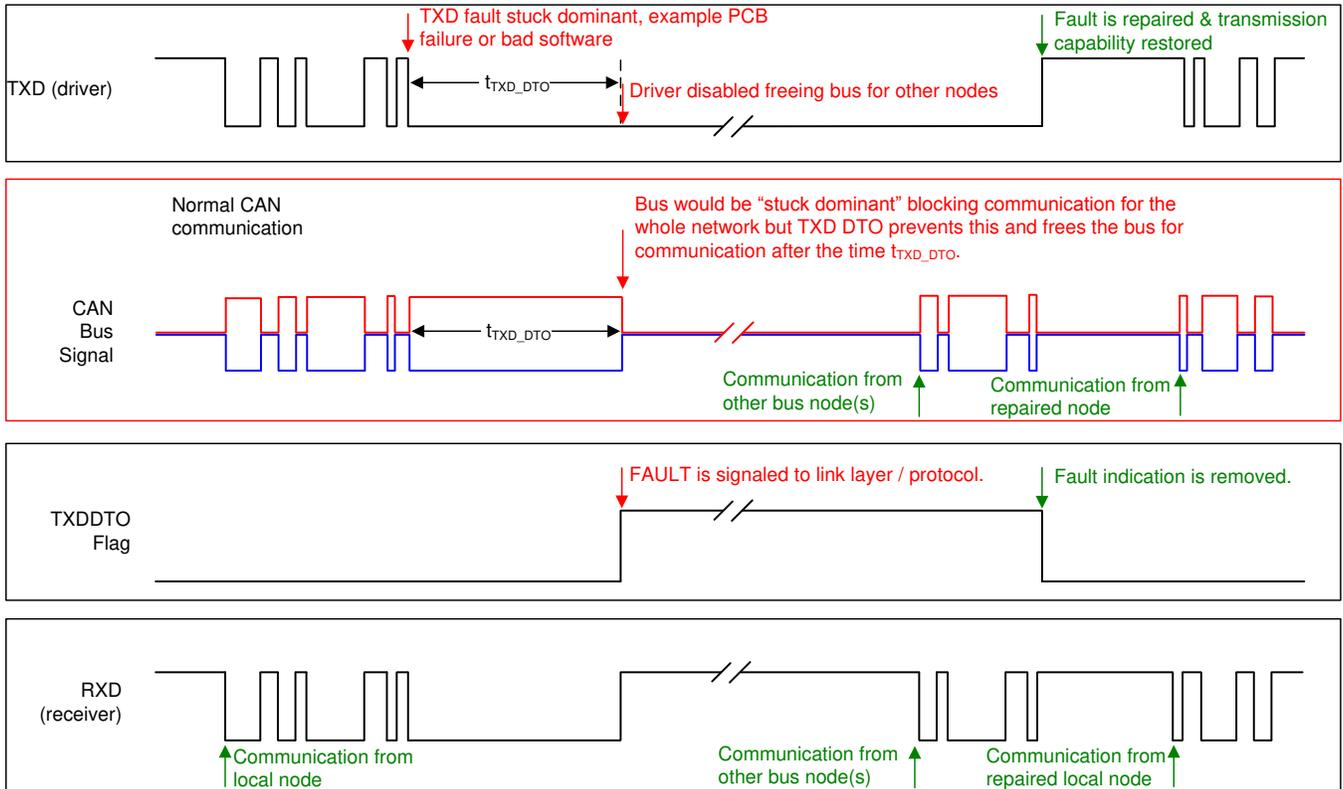 TXD fault stuck dominant, example PCB
failure or bad software
Fault is repaired & transmission
capability restored
TXD (driver)
tTXD_DTO
Driver disabled freeing bus for other nodes
Normal CAN
communication
Bus would be “stuck dominant” blocking communication for the
whole network but TXD DTO prevents this and frees the bus for
communication after the time tTXD_DTO.
CAN
Bus
Signal
tTXD_DTO
Communication from
other bus node(s)
Communication from
repaired node
FAULT is signaled to link layer / protocol.
Fault indication is removed.
TXDDTO
Flag
RXD
(receiver)
Communication from
local node
Communication from
other bus node(s)
Communication from
repaired local node